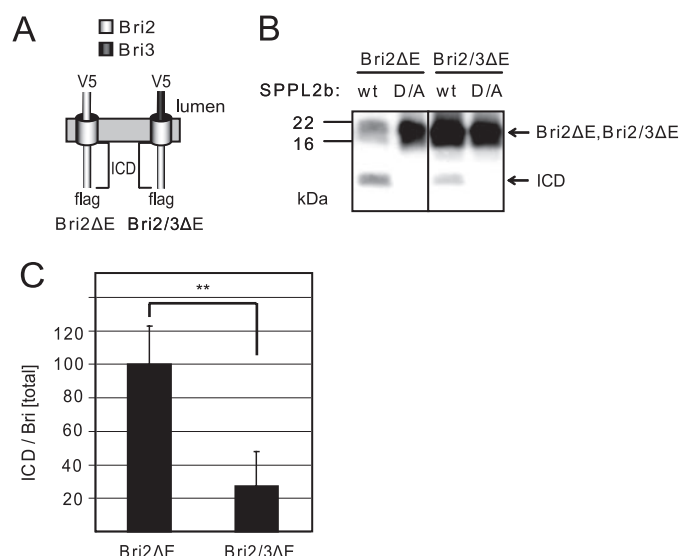 A
Bri2
Bri3
V5 V5
lumen
ICD
flag flag
Bri2ΔE Bri2/3ΔE
B
Bri2ΔE Bri2/3ΔE
SPPL2b: wt D/A wt D/A
22
16
kDa
Bri2ΔE,Bri2/3ΔE
ICD
C
**
ICD / Bri [total]
120
100
80
60
40
20
Bri2ΔE Bri2/3ΔE